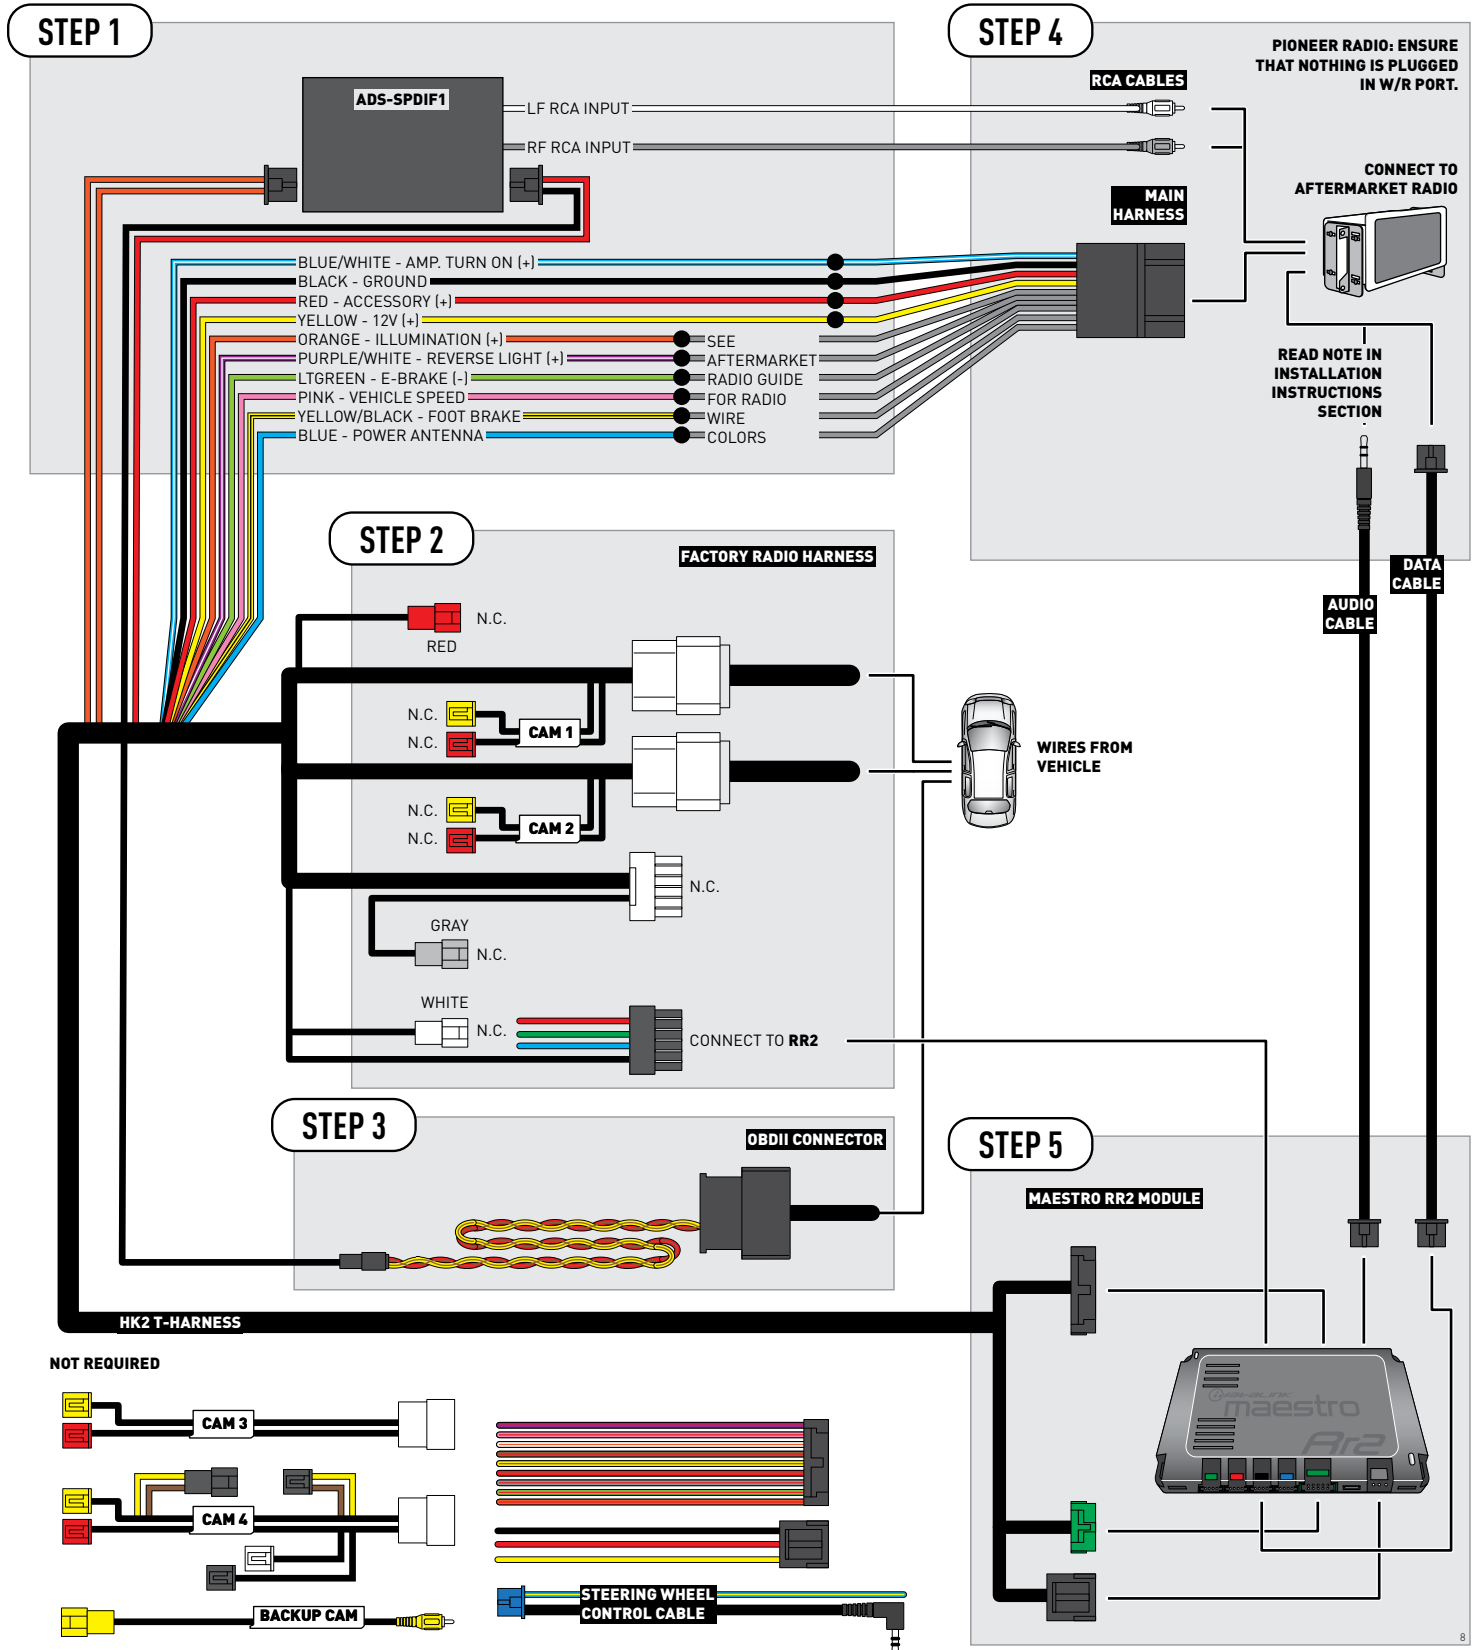 STEP 1
ADS-SPDIF1
LF RCA INPUT
RF RCA INPUT
BLUE/WHITE - AMP. TURN ON (+)
BLACK - GROUND
RED - ACCESSORY (+)
YELLOW - 12V (+)
ORANGE - ILLUMINATION (+)
PURPLE/WHITE - REVERSE LIGHT (+)
LTGREEN - E-BRAKE (-)
PINK - VEHICLE SPEED
YELLOW/BLACK - FOOT BRAKE
BLUE - POWER ANTENNA
SEE
AFTERMARKET
RADIO GUIDE
FOR RADIO
WIRE
COLORS
STEP 4
PIONEER RADIO: ENSURE
THAT NOTHING IS PLUGGED
IN W/R PORT.
RCA CABLES
CONNECT TO
AFTERMARKET RADIO
MAIN
HARNESS
READ NOTE IN
INSTALLATION
INSTRUCTIONS
SECTION
DATA
CABLE
AUDIO
CABLE
STEP 2
FACTORY RADIO HARNESS
N.C.
RED
N.C.
CAM 1
N.C.
N.C.
CAM 2
N.C.
WIRES FROM
VEHICLE
N.C.
GRAY
N.C.
WHITE
N.C.
CONNECT TO RR2
STEP 3
OBDII CONNECTOR
STEP 5
MAESTRO RR2 MODULE
HK2 T-HARNESS
maestro
Rr2
NOT REQUIRED
CAM 3
CAM 4
BACKUP CAM
STEERING WHEEL
CONTROL CABLE
8